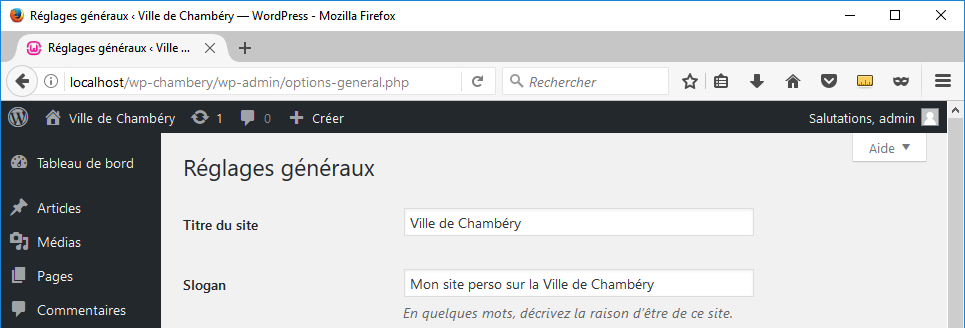 Réglages généraux ‹ Ville de Chambéry — WordPress - Mozilla Firefox
Réglages généraux ‹ Ville ...
localhost/wp-chambery/wp-admin/options-general.php
Rechercher
Ville de Chambéry 1 0 Créer Salutations, admin
Aide
Tableau de bord
Articles
Médias
Pages
Commentaires
Réglages généraux
Titre du site Ville de Chambéry
Slogan Mon site perso sur la Ville de Chambéry
En quelques mots, décrivez la raison d’être de ce site.